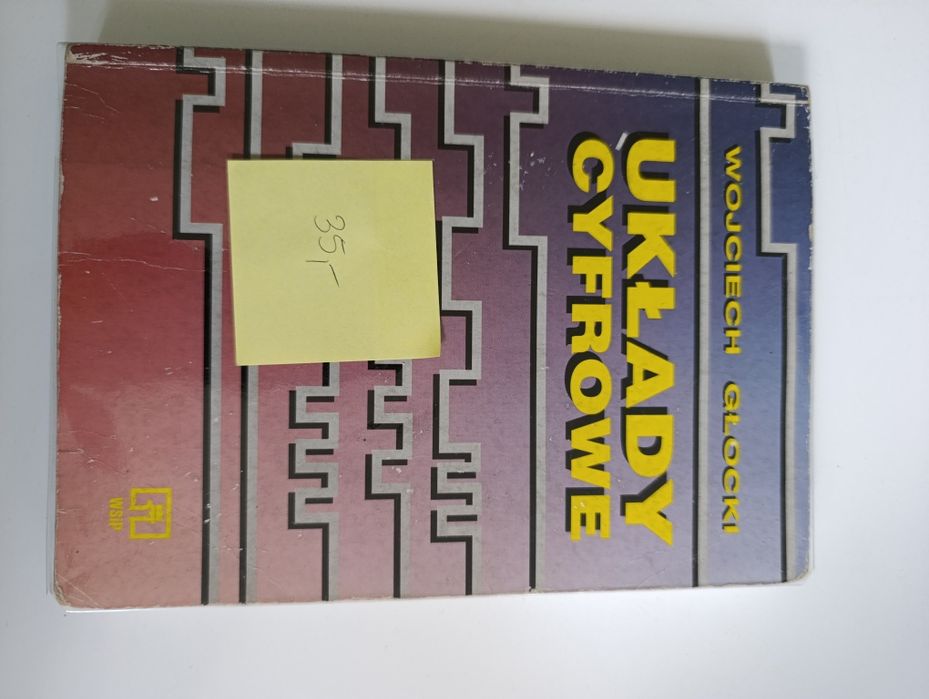 WOJCIECH GŁOCKI
UKŁADY
CYFROWE
35,-
WSiP